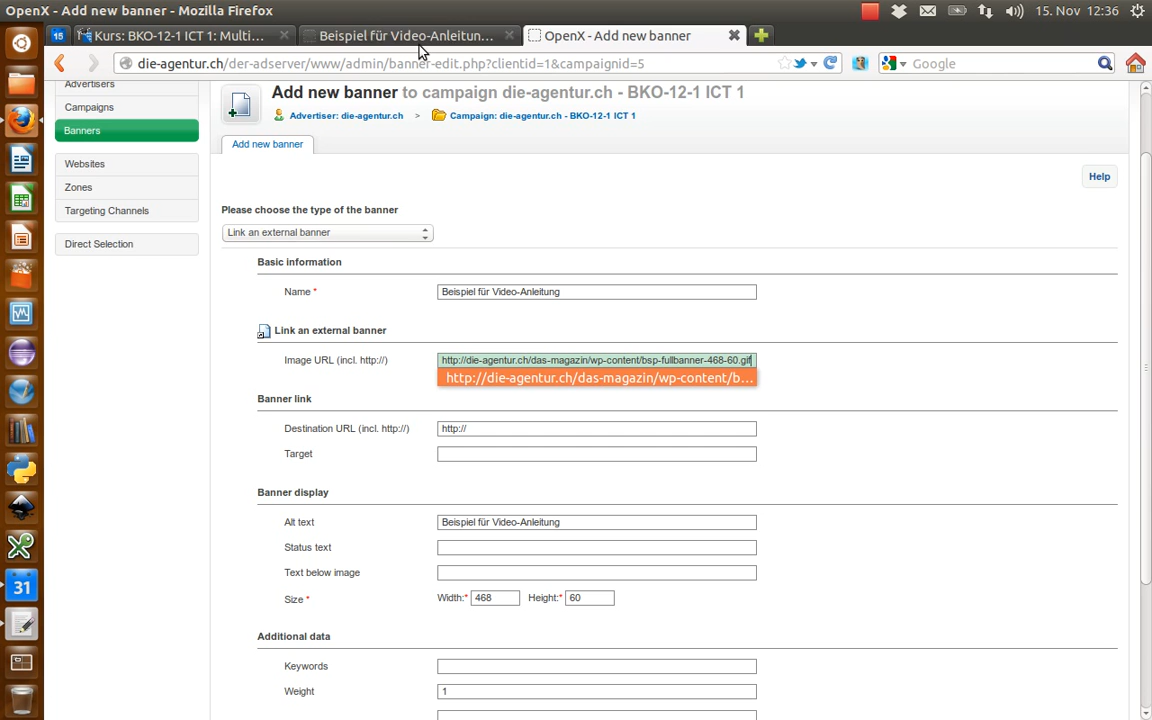 OpenX - Add new banner - Mozilla Firefox
15. Nov 12:36
15
Kurs: BKO-12-1 ICT 1: Multi...
Beispiel für Video-Anleitun...
OpenX - Add new banner
die-agentur.ch/der-adserver/www/admin/banner-edit.php?clientid=1&campaignid=5
Google
Advertisers
Campaigns
Banners
Websites
Zones
Targeting Channels
Direct Selection
Add new banner to campaign die-agentur.ch - BKO-12-1 ICT 1
Advertiser: die-agentur.ch > Campaign: die-agentur.ch - BKO-12-1 ICT 1
Add new banner
Help
Please choose the type of the banner
Link an external banner
Basic information
Name * Beispiel für Video-Anleitung
Link an external banner
Image URL (incl. http://) http://die-agentur.ch/das-magazin/wp-content/bsp-fullbanner-468-60.gif
http://die-agentur.ch/das-magazin/wp-content/b...
Banner link
Destination URL (incl. http://) http://
Target
Banner display
Alt text Beispiel für Video-Anleitung
Status text
Text below image
Size * Width:* 468 Height:* 60
Additional data
Keywords
Weight 1
31